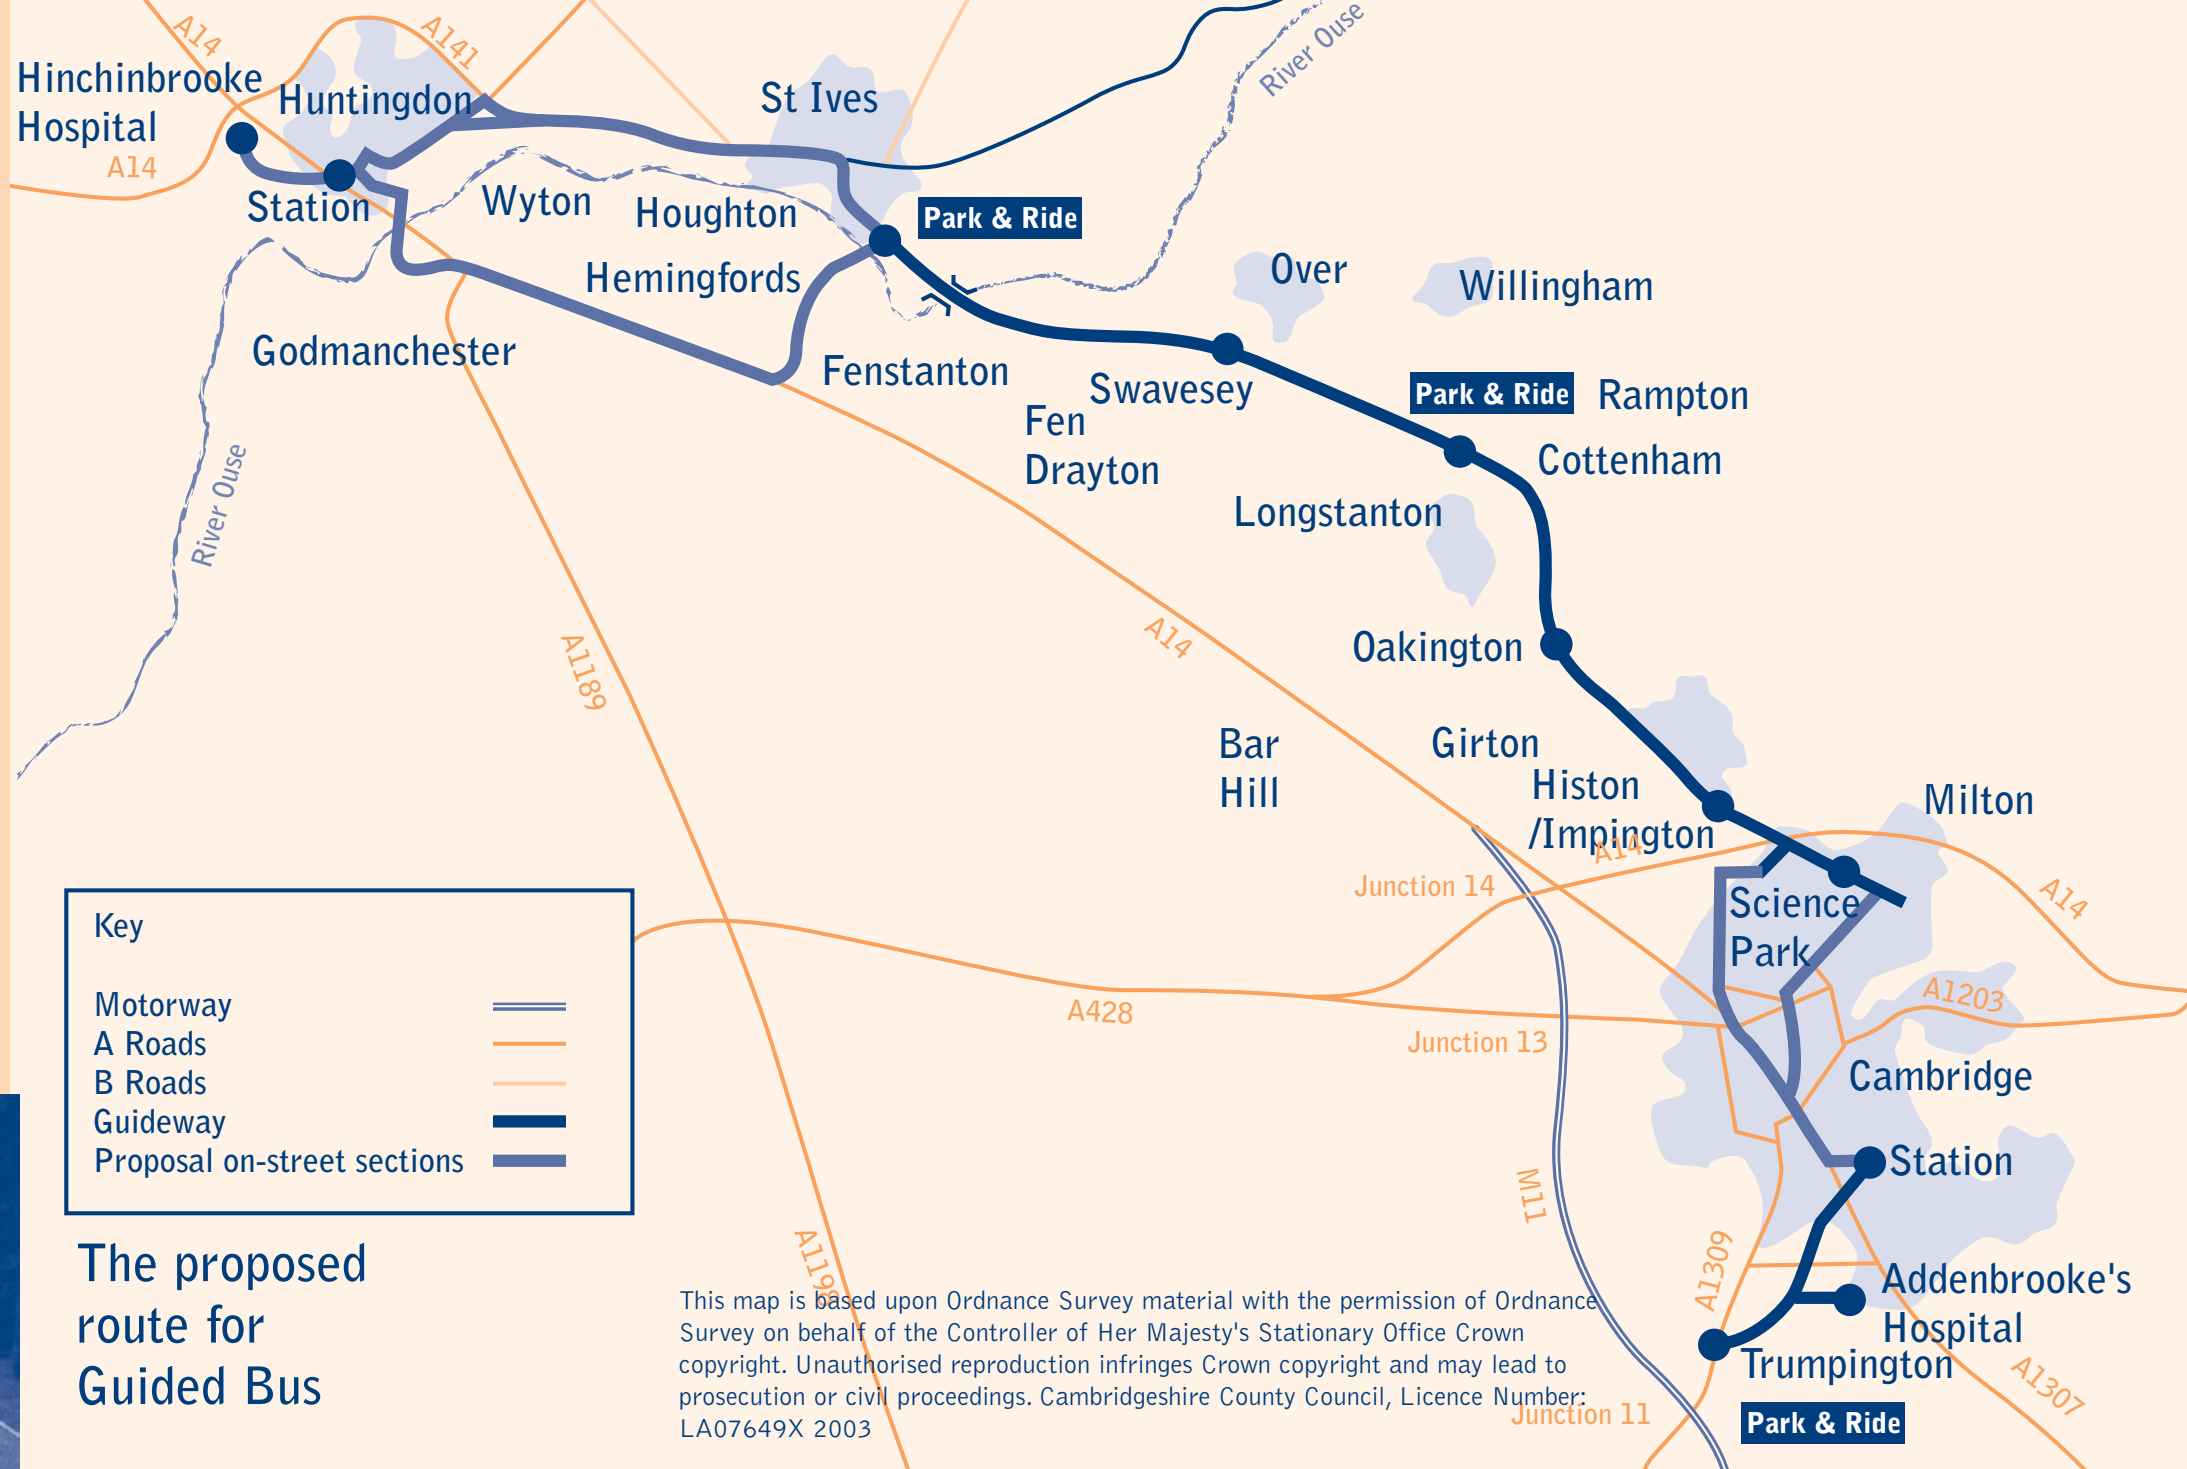 A14
A141
River Ouse
Hinchinbrooke
Hospital
Huntingdon
St Ives
A14
Station
Wyton
Houghton
Park & Ride
Hemingfords
Over
Willingham
Godmanchester
Fenstanton
Swavesey
Park & Ride
Rampton
Fen
Drayton
Cottenham
River Ouse
Longstanton
A14
Oakington
A1189
Bar
Hill
Girton
Histon
/Impington
A14
Milton
Junction 14
Science
Park
A14
A1203
A428
Junction 13
Cambridge
Key
Motorway
A Roads
B Roads
Guideway
Proposal on-street sections
M11
Station
A1198
A1309
Addenbrooke's
Hospital
Trumpington
A1307
Park & Ride
Junction 11
The proposed
route for
Guided Bus
This map is based upon Ordnance Survey material with the permission of Ordnance
Survey on behalf of the Controller of Her Majesty's Stationary Office Crown
copyright. Unauthorised reproduction infringes Crown copyright and may lead to
prosecution or civil proceedings. Cambridgeshire County Council, Licence Number:
LA07649X 2003